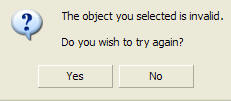 The object you selected is invalid.
Do you wish to try again?
Yes
No